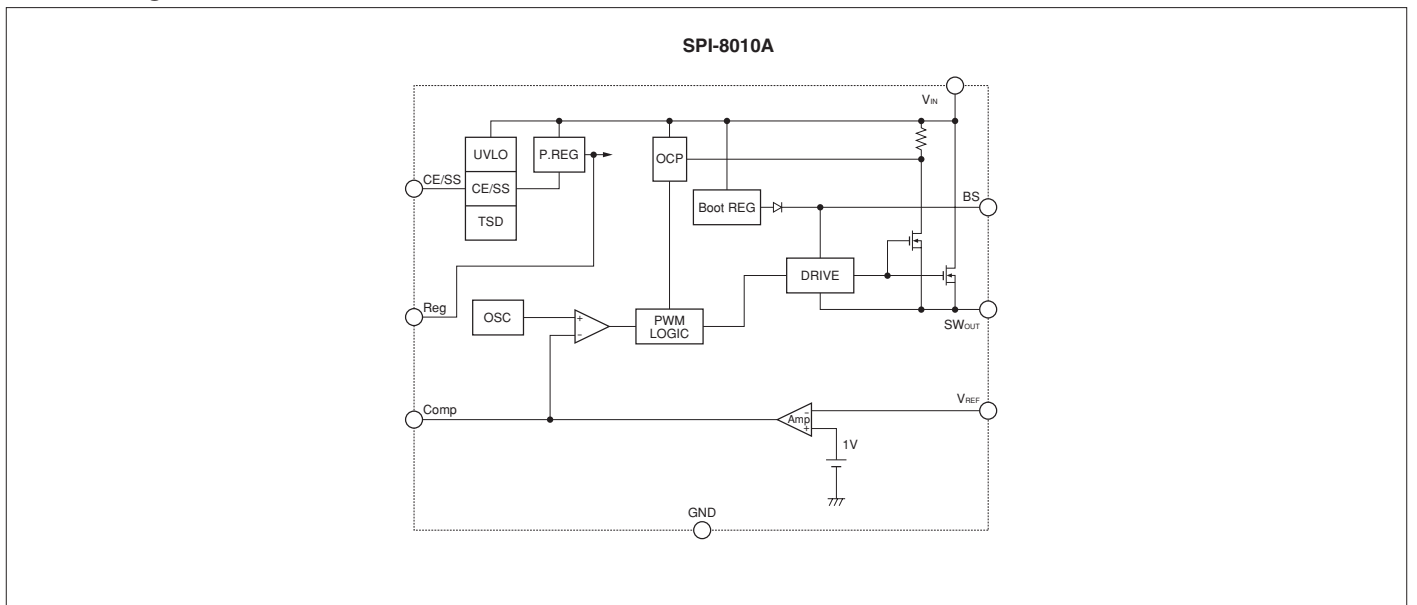 SPI-8010A
VIN
UVLO
P.REG
OCP
CE/SS
CE/SS
TSD
Boot REG
BS
DRIVE
Reg
OSC
+
−
PWM
LOGIC
SWOUT
Comp
VREF
−
Amp
+
1V
GND